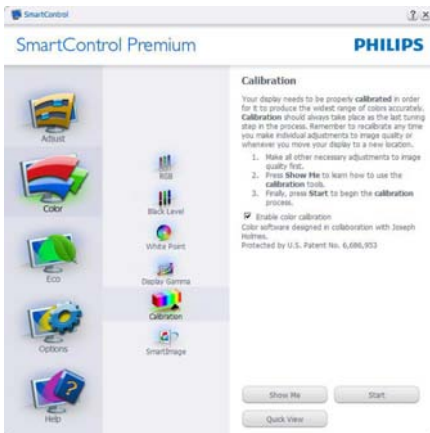 SmartControl
SmartControl Premium
PHILIPS
Adjust
Color
Eco
Options
Help
RGB
Black Level
White Point
Display Gamma
Calibration
SmartImage
Calibration
Your display needs to be properly calibrated in order
for it to produce the widest range of colors accurately.
Calibration should always take place as the last tuning
step in the process. Remember to recalibrate any time
you make individual adjustments to image quality or
whenever you move your display to a new location.
1. Make all other necessary adjustments to image
quality first.
2. Press Show Me to learn how to use the
calibration tools.
3. Finally, press Start to begin the calibration
process.
Enable color calibration
Color software designed in collaboration with Joseph
Holmes.
Protected by U.S. Patent No. 6,686,953
Show Me
Start
Quick View